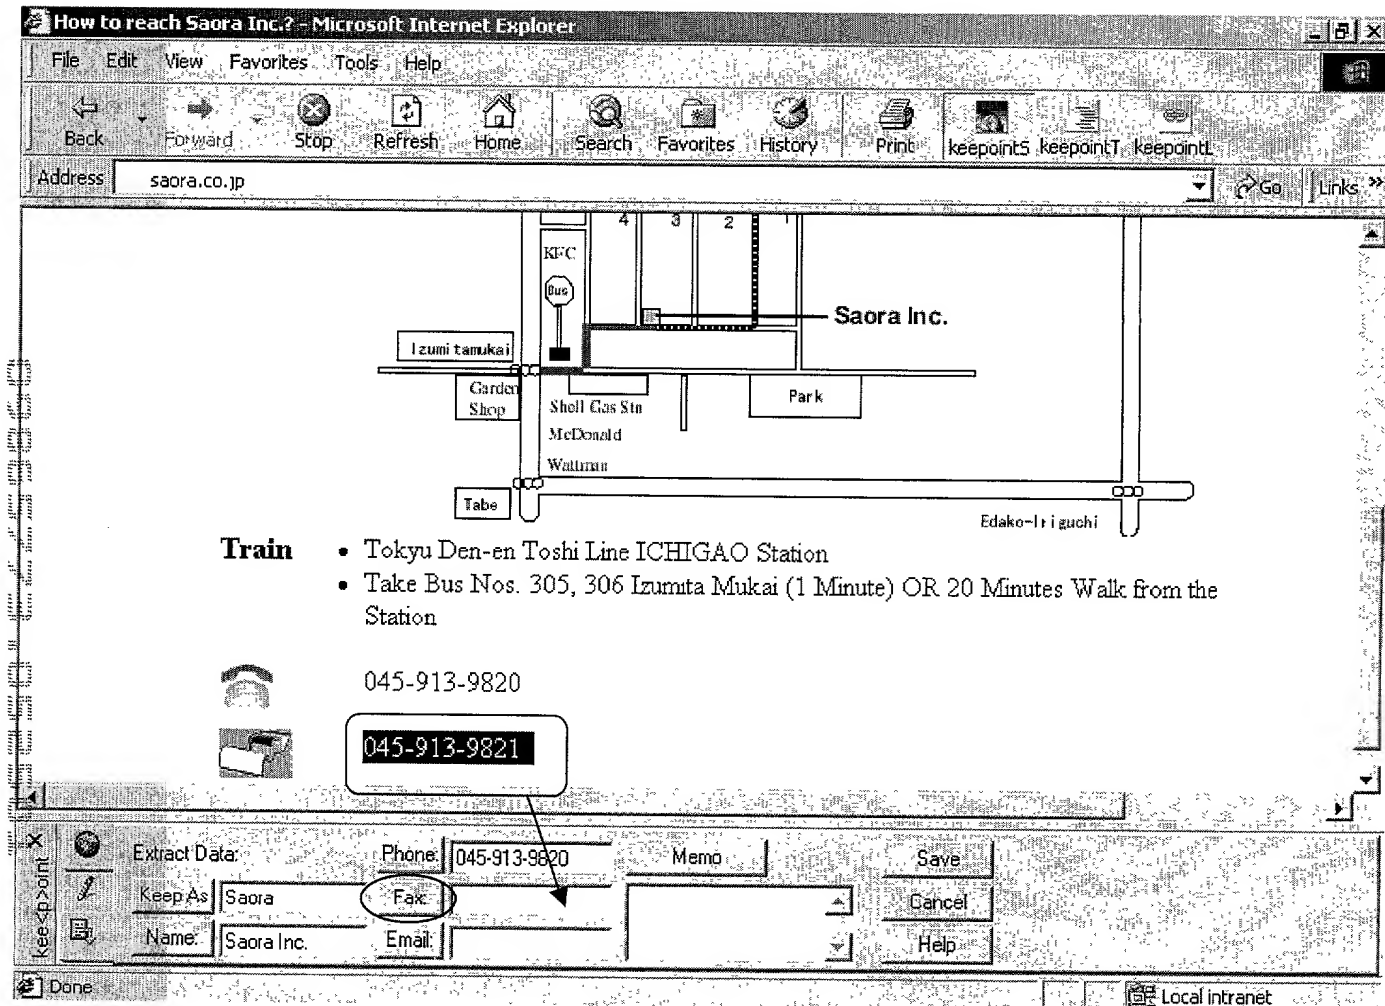 How to reach Saora Inc.? - Microsoft Internet Explorer
File Edit View Favorites Tools Help
Back Forward Stop Refresh Home Search Favorites History Print keepointS keepointT keepointL
Address saora.co.jp Go Links »
4 3 2 1
KFC
Bus
Saora Inc.
Izumitamukai
Garden
Shop
Shell Gas Stn
Park
McDonald
Wattman
Tabe
Edako-Iriguchi
Train • Tokyu Den-en Toshi Line ICHIGAO Station
• Take Bus Nos. 305, 306 Izumita Mukai (1 Minute) OR 20 Minutes Walk from the
Station
045-913-9820
045-913-9821
kee<p>oint
Extract Data: Phone: 045-913-9820 Memo Save
Keep As Saora Fax: Cancel
Name: Saora Inc. Email: Help
Done Local intranet